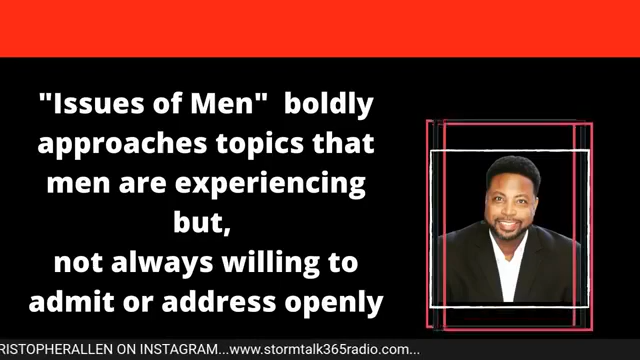 "Issues of Men" boldly
approaches topics that
men are experiencing
but,
not always willing to
admit or address openly
RISTOPHERALLEN ON INSTAGRAM...www.stormtalk365radio.com...